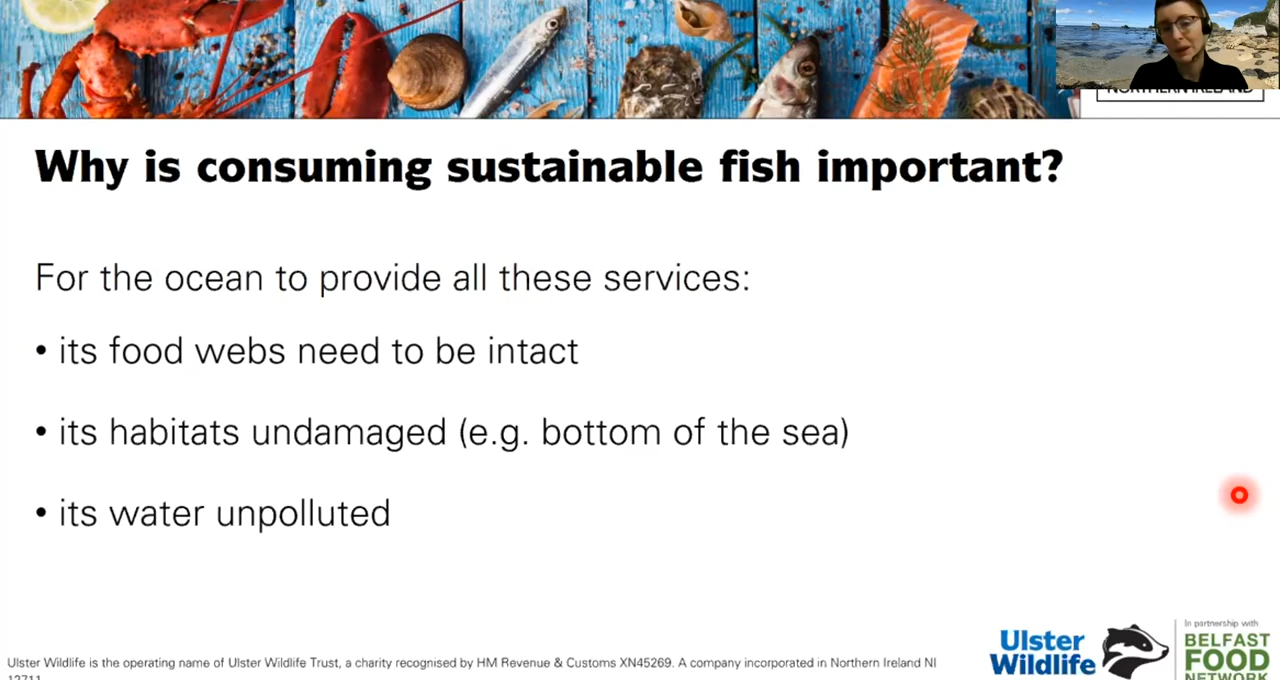 NORTHERN IRELAND
Why is consuming sustainable fish important?
For the ocean to provide all these services:
• its food webs need to be intact
• its habitats undamaged (e.g. bottom of the sea)
• its water unpolluted
Ulster
Wildlife
In partnership with
BELFAST
FOOD
NETWORK
Ulster Wildlife is the operating name of Ulster Wildlife Trust, a charity recognised by HM Revenue & Customs XN45269. A company incorporated in Northern Ireland NI
12711